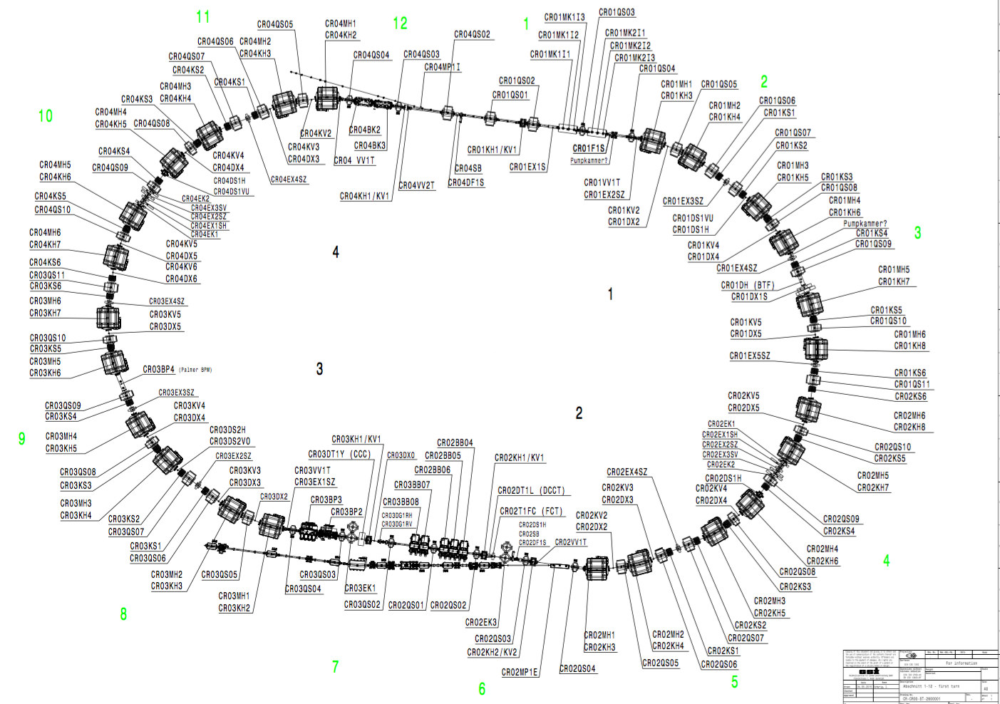 11
12
1
2
3
4
5
6
7
8
9
10
4
1
3
2
CR04QS05
CR04MH1
CR04KH2
CR04QS06
CR04MH2
CR04KH3
CR04QS07
CR04KS2
CR04KS1
CR04MH3
CR04KH4
CR04KS3
CR04MH4
CR04KH5
CR04QS08
CR04KS4
CR04QS09
CR04MH5
CR04KH6
CR04KS5
CR04QS10
CR04MH6
CR04KH7
CR04KS6
CR03QS11
CR03KS6
CR03MH6
CR03KH7
CR03QS10
CR03KS5
CR03MH5
CR03KH6
CR03QS09
CR03KS4
CR03MH4
CR03KH5
CR03QS08
CR03KS3
CR03MH3
CR03KH4
CR03KS2
CR03QS07
CR03KS1
CR03QS06
CR03MH2
CR03KH3
CR03QS05
CR03MH1
CR03KH2
CR03QS04
CR03QS03
CR03EK1
CR03QS02
CR02QS01
CR02QS02
CR02EK3
CR02QS03
CR02KH2/KV2
CR02MP1E
CR02QS04
CR02MH1
CR02KH3
CR02MH2
CR02KH4
CR02QS05
CR02QS06
CR02KS1
CR02QS07
CR02KS2
CR02MH3
CR02KH5
CR02KS3
CR02QS08
CR02MH4
CR02KH6
CR02KS4
CR02QS09
CR02MH5
CR02KH7
CR02KS5
CR02QS10
CR02MH6
CR02KH8
CR02KS6
CR01QS11
CR01KS6
CR01MH6
CR01KH8
CR01QS10
CR01KS5
CR01MH5
CR01KH7
CR01QS09
CR01KS4
Pumpkammer?
CR01MH4
CR01KH6
CR01QS08
CR01KS3
CR01MH3
CR01KH5
CR01KS2
CR01QS07
CR01KS1
CR01QS06
CR01MH2
CR01KH4
CR01QS05
CR01MH1
CR01KH3
CR01QS04
CR01MK2I3
CR01MK2I2
CR01MK2I1
CR01QS03
CR01MK1I3
CR01MK1I2
CR01MK1I1
CR01QS02
CR01QS01
CR04QS02
CR04MP1I
CR04QS03
CR04QS04
CR04KV2
CR04KV3
CR04DX3
CR04EX4SZ
CR04KV4
CR04DX4
CR04DS1H
CR04DS1VU
CR04EK2
CR04EX3SV
CR04EX2SZ
CR04EX1SH
CR04EK1
CR04KV5
CR04DX5
CR04KV6
CR04DX6
CR03EX4SZ
CR03KV5
CR03DX5
CR03BP4 (Palmer BPM)
CR03EX3SZ
CR03KV4
CR03DX4
CR03DS2H
CR03DS2VO
CR03EX2SZ
CR03KV3
CR03DX3
CR03DX2
CR03VV1T
CR03EX1SZ
CR03BP3
CR03BP2
CR03DT1Y (CCC)
CR03KH1/KV1
CR03DX0
CR03DG1RH
CR03DG1RV
CR03BB08
CR03BB07
CR02BB06
CR02BB05
CR02BB04
CR02KH1/KV1
CR02DT1L (DCCT)
CR02T1FC (FCT)
CR02DS1H
CR02SB
CR02DF1S
CR02VV1T
CR02KV2
CR02DX2
CR02EX4SZ
CR02KV3
CR02DX3
CR02KV4
CR02DX4
CR02DS1H
CR02EK2
CR02EX3SV
CR02EX2SZ
CR02EX1SH
CR02EK1
CR02KV5
CR02DX5
CR01EX5SZ
CR01KV5
CR01DX5
CR01DX1S
CR01DH (BTF)
CR01EX4SZ
CR01KV4
CR01DX4
CR01DS1VU
CR01DS1H
CR01EX3SZ
CR01KV2
CR01DX2
CR01VV1T
CR01EX2SZ
CR01F1S
Pumpkammer?
CR01EX1S
CR01KH1/KV1
CR04SB
CR04DF1S
CR04VV2T
CR04KH1/KV1
CR04 VV1T
CR04BK3
CR04BK2
For information
gsi
Abschnitt 1-12 - first turn
CR-CR00-ST-2600001
A0